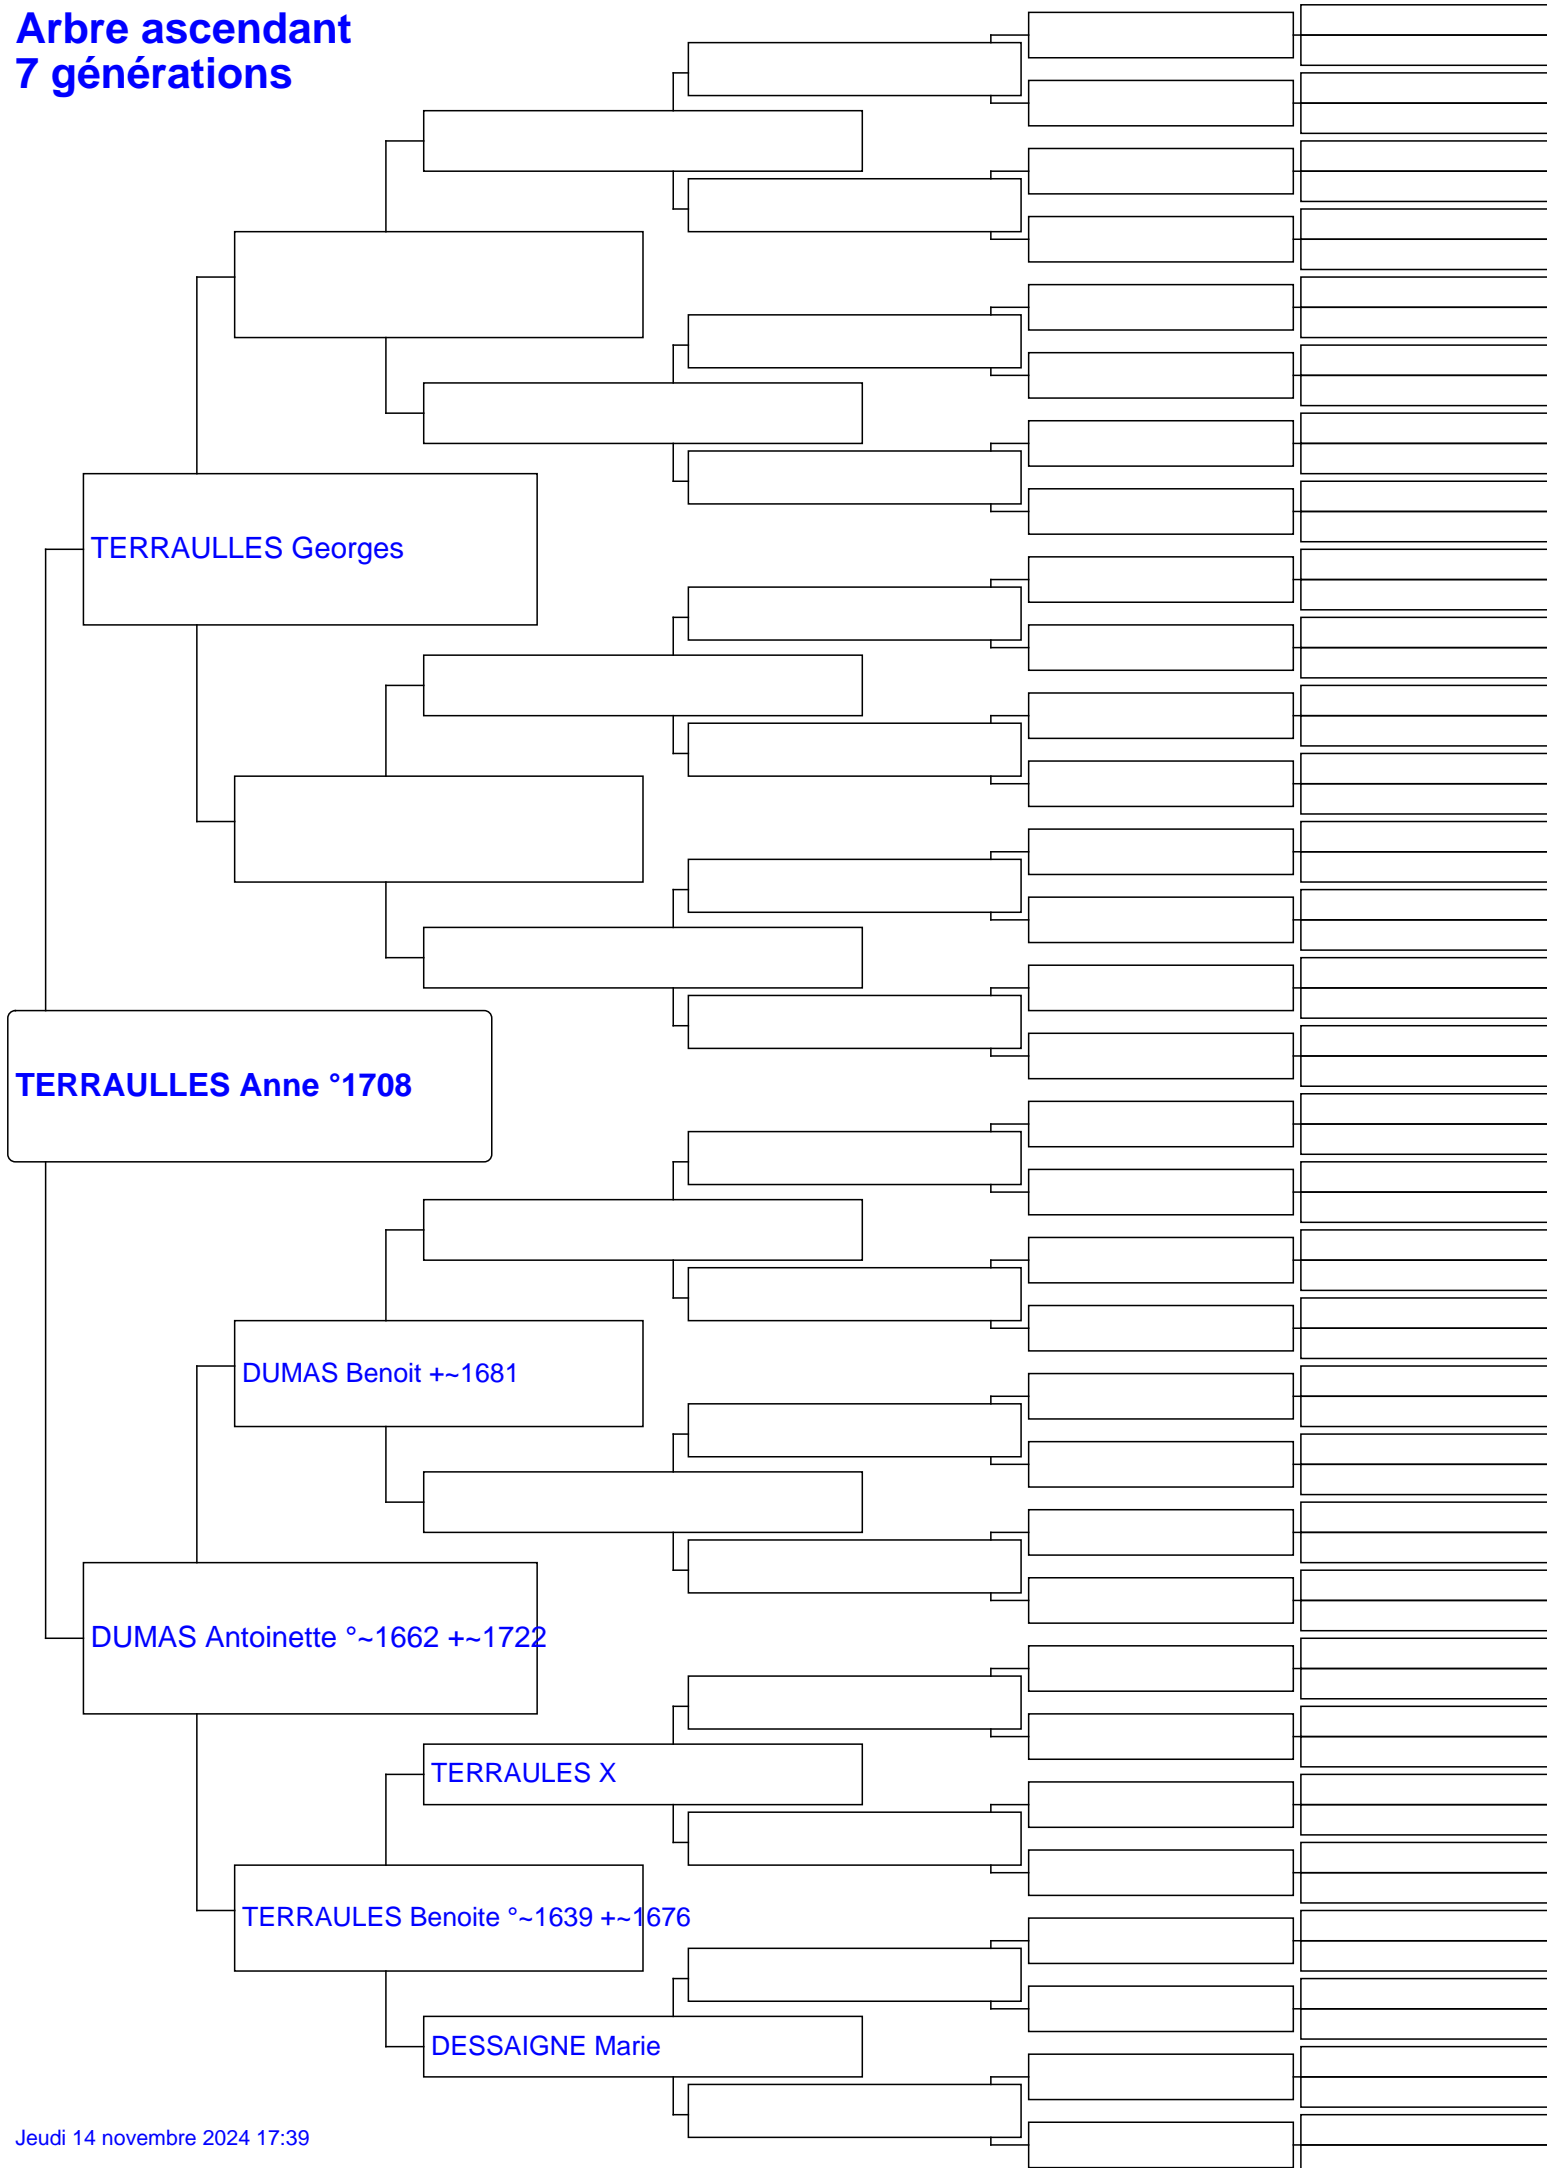 Arbre ascendant
7 générations
TERRAULLES Georges
TERRAULLES Anne °1708
DUMAS Benoit +~1681
DUMAS Antoinette °~1662 +~1722
TERRAULES X
TERRAULES Benoite °~1639 +~1676
DESSAIGNE Marie
Jeudi 14 novembre 2024 17:39